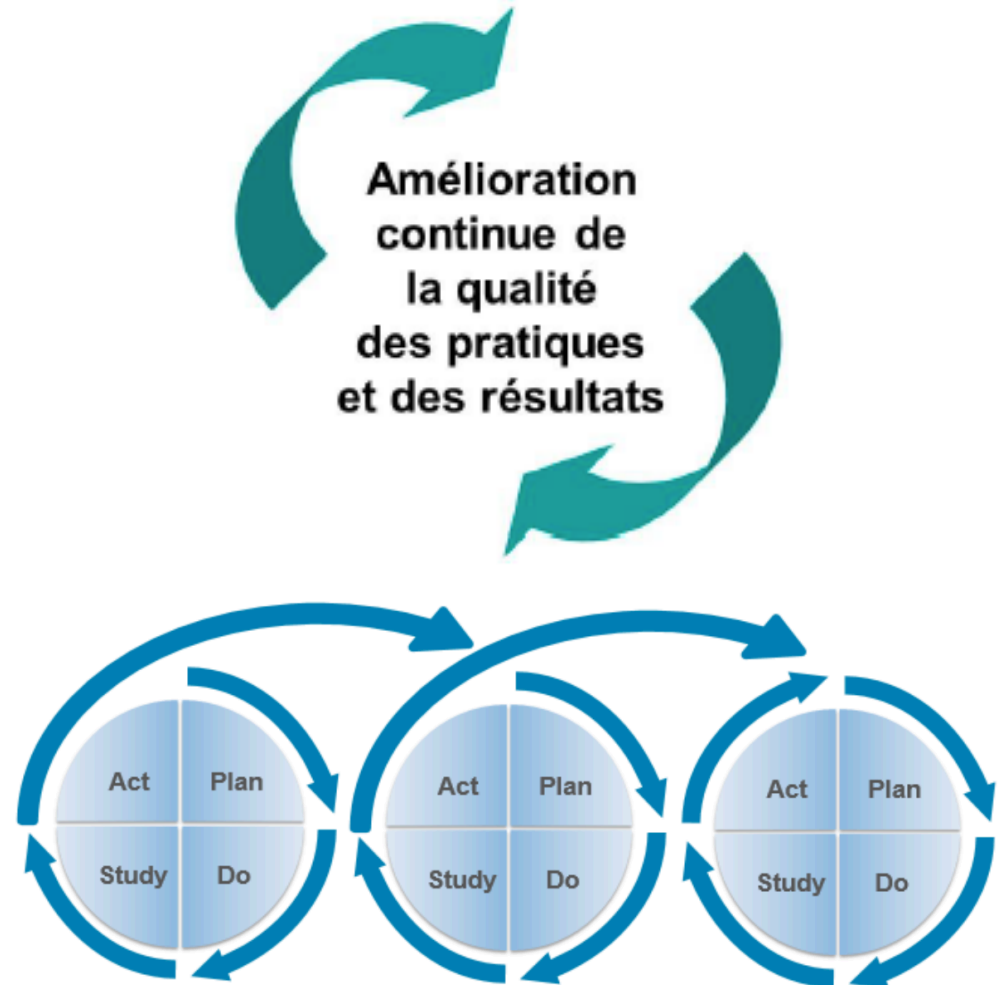 Amélioration
continue de
la qualité
des pratiques
et des résultats
Act Plan
Study Do
Act Plan
Study Do
Act Plan
Study Do